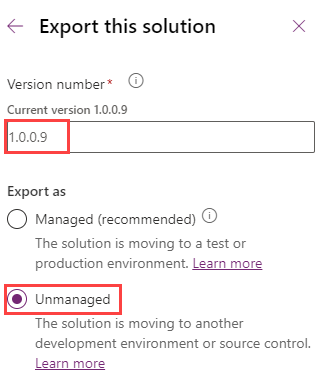 Export this solution
Version number*
Current version 1.0.0.9
1.0.0.9
Export as
Managed (recommended)
The solution is moving to a test or
production environment. Learn more
Unmanaged
The solution is moving to another
development environment or source control.
Learn more